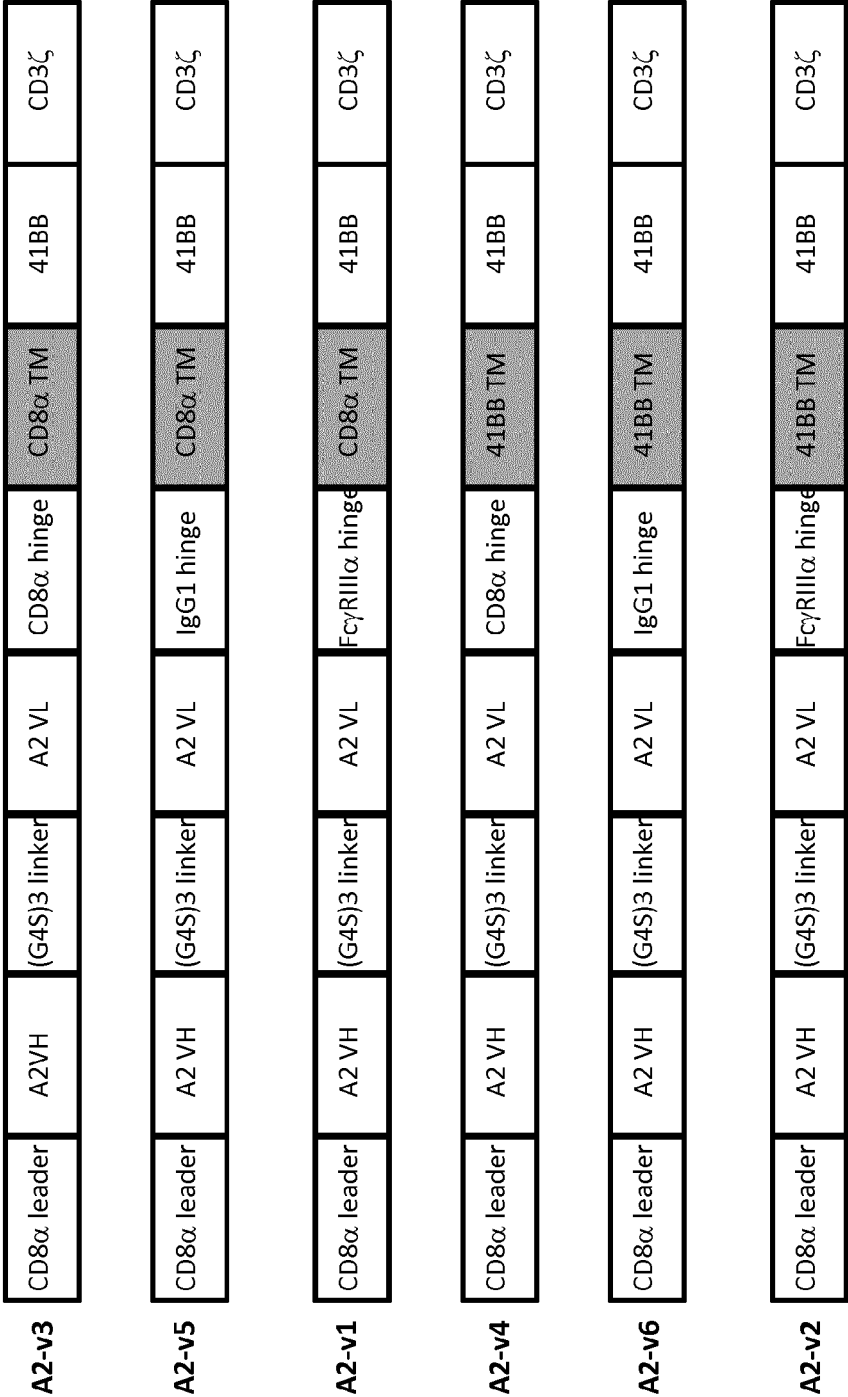 A2-v3 CD8α leader A2VH (G4S)3 linker A2 VL CD8α hinge CD8α TM 41BB CD3ζ
A2-v5 CD8α leader A2 VH (G4S)3 linker A2 VL IgG1 hinge CD8α TM 41BB CD3ζ
A2-v1 CD8α leader A2 VH (G4S)3 linker A2 VL FcγRIIIα hinge CD8α TM 41BB CD3ζ
A2-v4 CD8α leader A2 VH (G4S)3 linker A2 VL CD8α hinge 41BB TM 41BB CD3ζ
A2-v6 CD8α leader A2 VH (G4S)3 linker A2 VL IgG1 hinge 41BB TM 41BB CD3ζ
A2-v2 CD8α leader A2 VH (G4S)3 linker A2 VL FcγRIIIα hinge 41BB TM 41BB CD3ζ